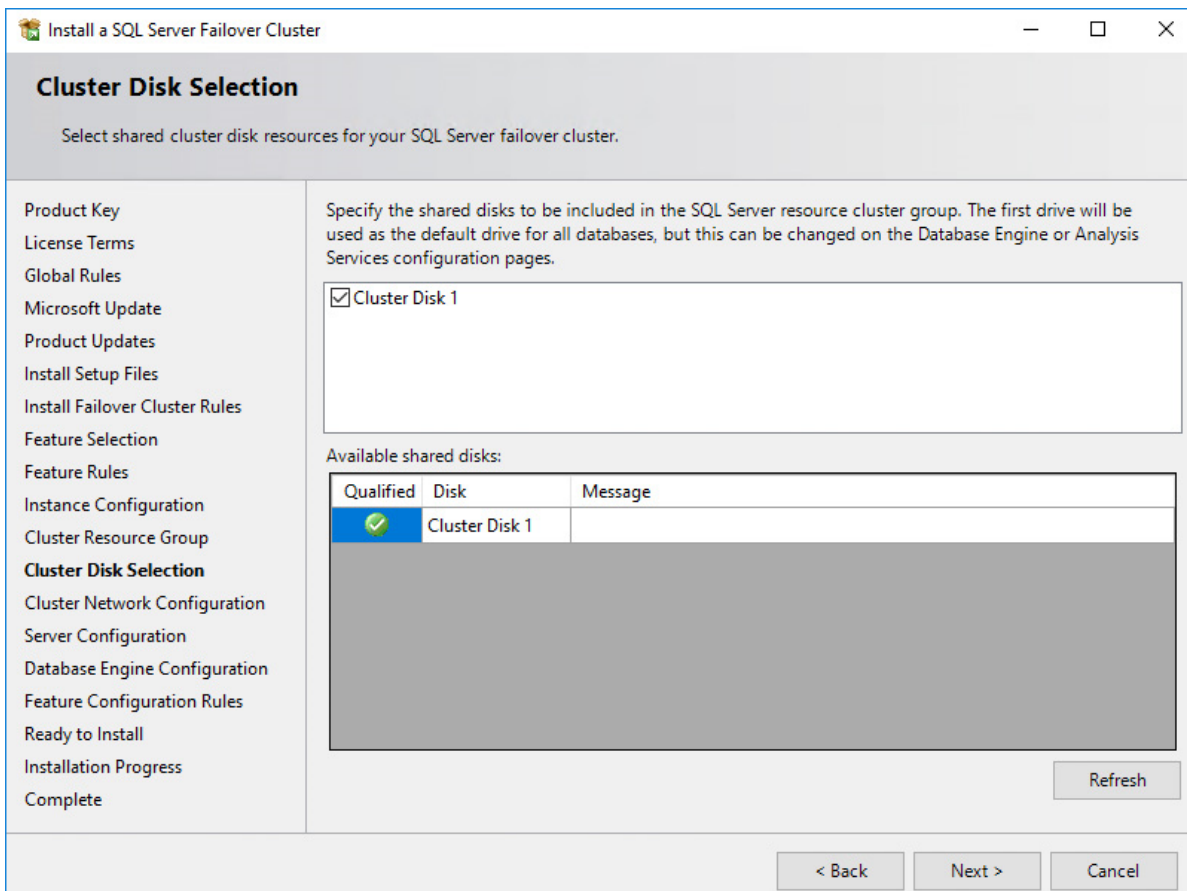 Install a SQL Server Failover Cluster
Cluster Disk Selection
Select shared cluster disk resources for your SQL Server failover cluster.
Product Key
License Terms
Global Rules
Microsoft Update
Product Updates
Install Setup Files
Install Failover Cluster Rules
Feature Selection
Feature Rules
Instance Configuration
Cluster Resource Group
Cluster Disk Selection
Cluster Network Configuration
Server Configuration
Database Engine Configuration
Feature Configuration Rules
Ready to Install
Installation Progress
Complete
Specify the shared disks to be included in the SQL Server resource cluster group. The first drive will be
used as the default drive for all databases, but this can be changed on the Database Engine or Analysis
Services configuration pages.
Cluster Disk 1
Available shared disks:
Qualified Disk Message
Cluster Disk 1
Refresh
< Back Next > Cancel